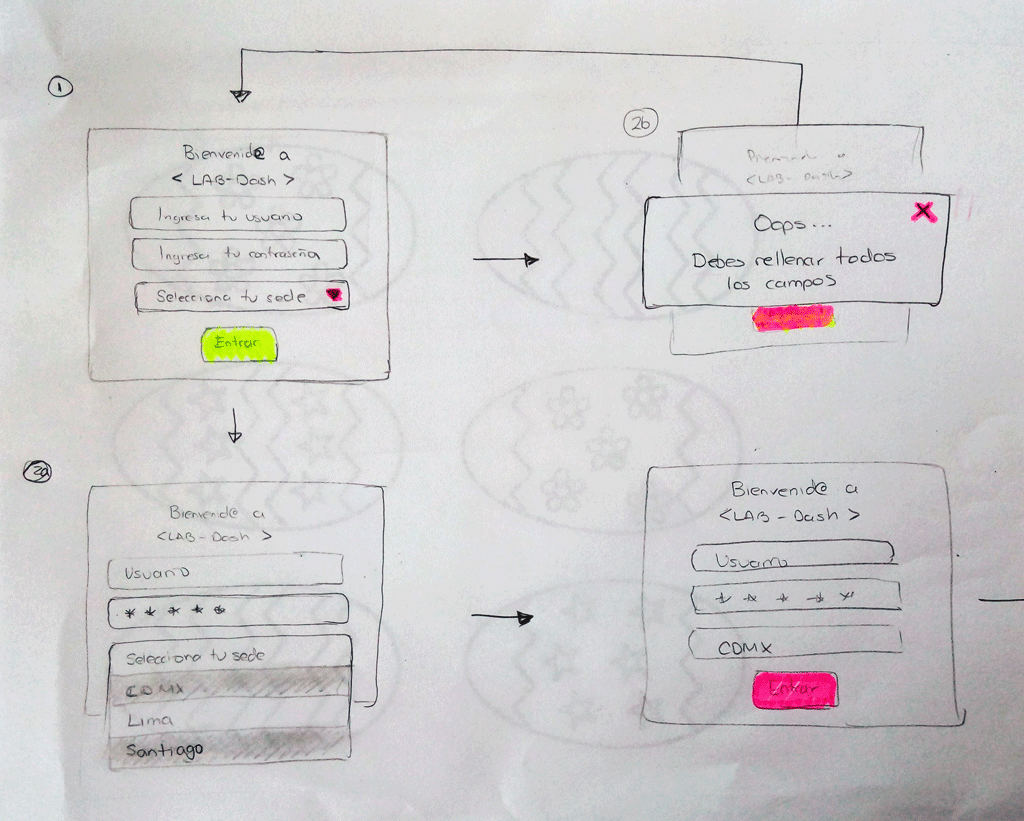 1
Bienvenid@ a
< LAB-Dash >
Ingresa tu usuario
Ingresa tu contraseña
Selecciona tu sede
Entrar
2b
<LAB-Dash>
Oops...
X
Debes rellenar todos
los campos
Bienvenid@ a
<LAB-Dash >
Usuario
* * * * *
Selecciona tu sede
CDMX
Lima
Santiago
Bienvenid@ a
<LAB-Dash >
Usuario
* * * * *
CDMX
Entrar